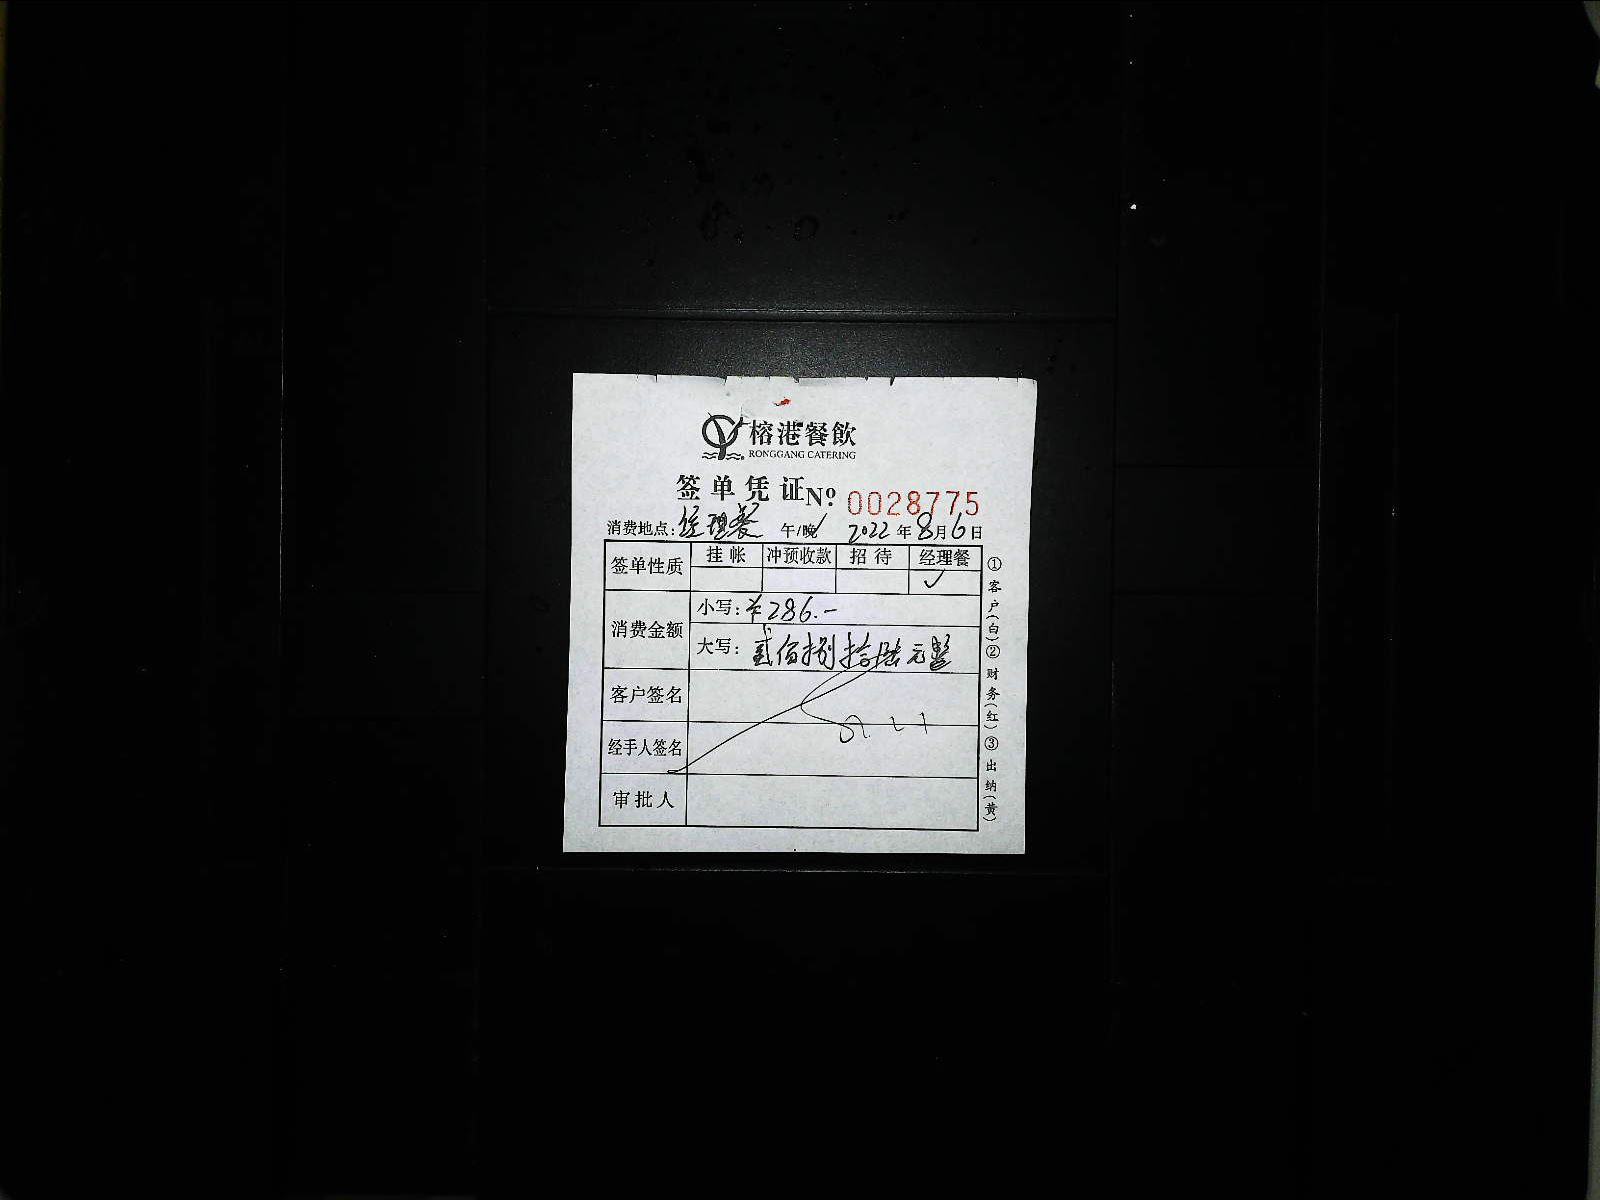 榕港餐飲
RONGGANG CATERING
签单凭证 Nº 0028775
消费地点：经理餐 午/晚✓ 2022年8月6日
签单性质 挂帐 冲预收款 招待 经理餐
✓
消费金额 小写：¥286.-
大写：贰佰捌拾陆元整
客户签名
经手人签名
审批人
①客户(白)②财务(红)③出纳(黄)